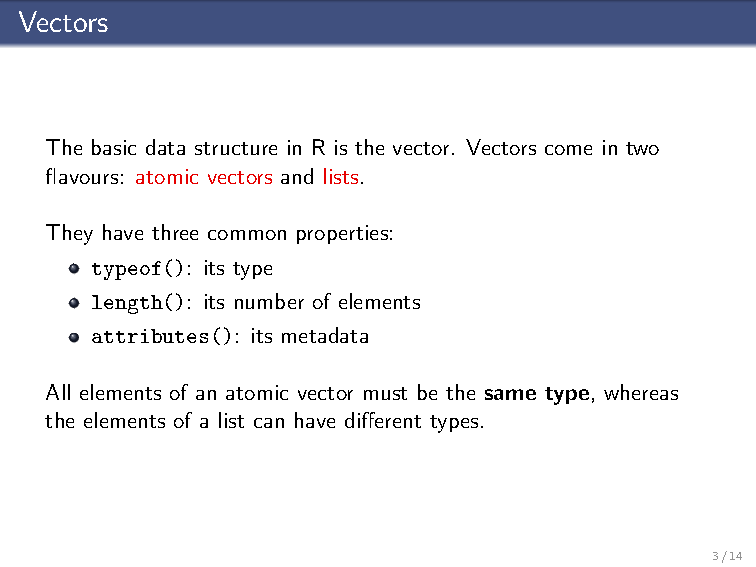 Vectors
The basic data structure in R is the vector. Vectors come in two
flavours: atomic vectors and lists.
They have three common properties:
typeof(): its type
length(): its number of elements
attributes(): its metadata
All elements of an atomic vector must be the same type, whereas
the elements of a list can have different types.
3 / 14